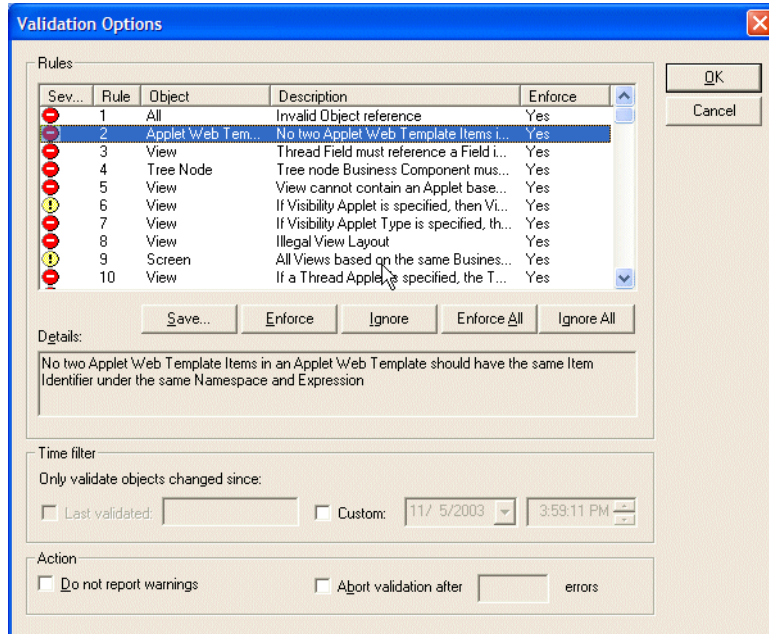 Validation Options
Rules
OK
Cancel
Sev... Rule Object Description Enforce
1 All Invalid Object reference Yes
2 Applet Web Tem... No two Applet Web Template Items i... Yes
3 View Thread Field must reference a Field i... Yes
4 Tree Node Tree node Business Component mus... Yes
5 View View cannot contain an Applet base... Yes
6 View If Visibility Applet is specified, then Vi... Yes
7 View If Visibility Applet Type is specified, th... Yes
8 View Illegal View Layout Yes
9 Screen All Views based on the same Busines... Yes
10 View If a Thread Applet is specified, the T... Yes
Save... Enforce Ignore Enforce All Ignore All
Details:
No two Applet Web Template Items in an Applet Web Template should have the same Item
Identifier under the same Namespace and Expression
Time filter
Only validate objects changed since:
Last validated: Custom: 11/ 5/2003 3:59:11 PM
Action
Do not report warnings Abort validation after errors